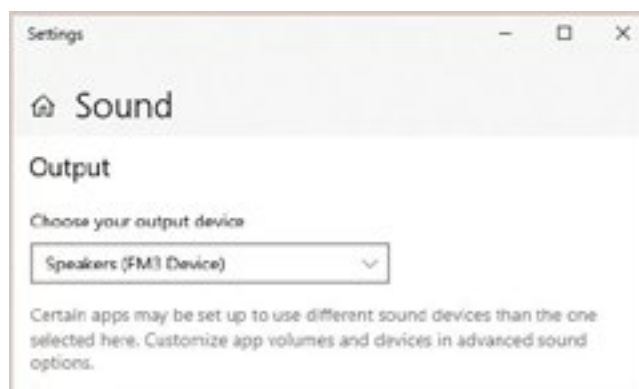 Settings
Sound
Output
Choose your output device
Speakers (FM3 Device)
Certain apps may be set up to use different sound devices than the one
selected here. Customize app volumes and devices in advanced sound
options.